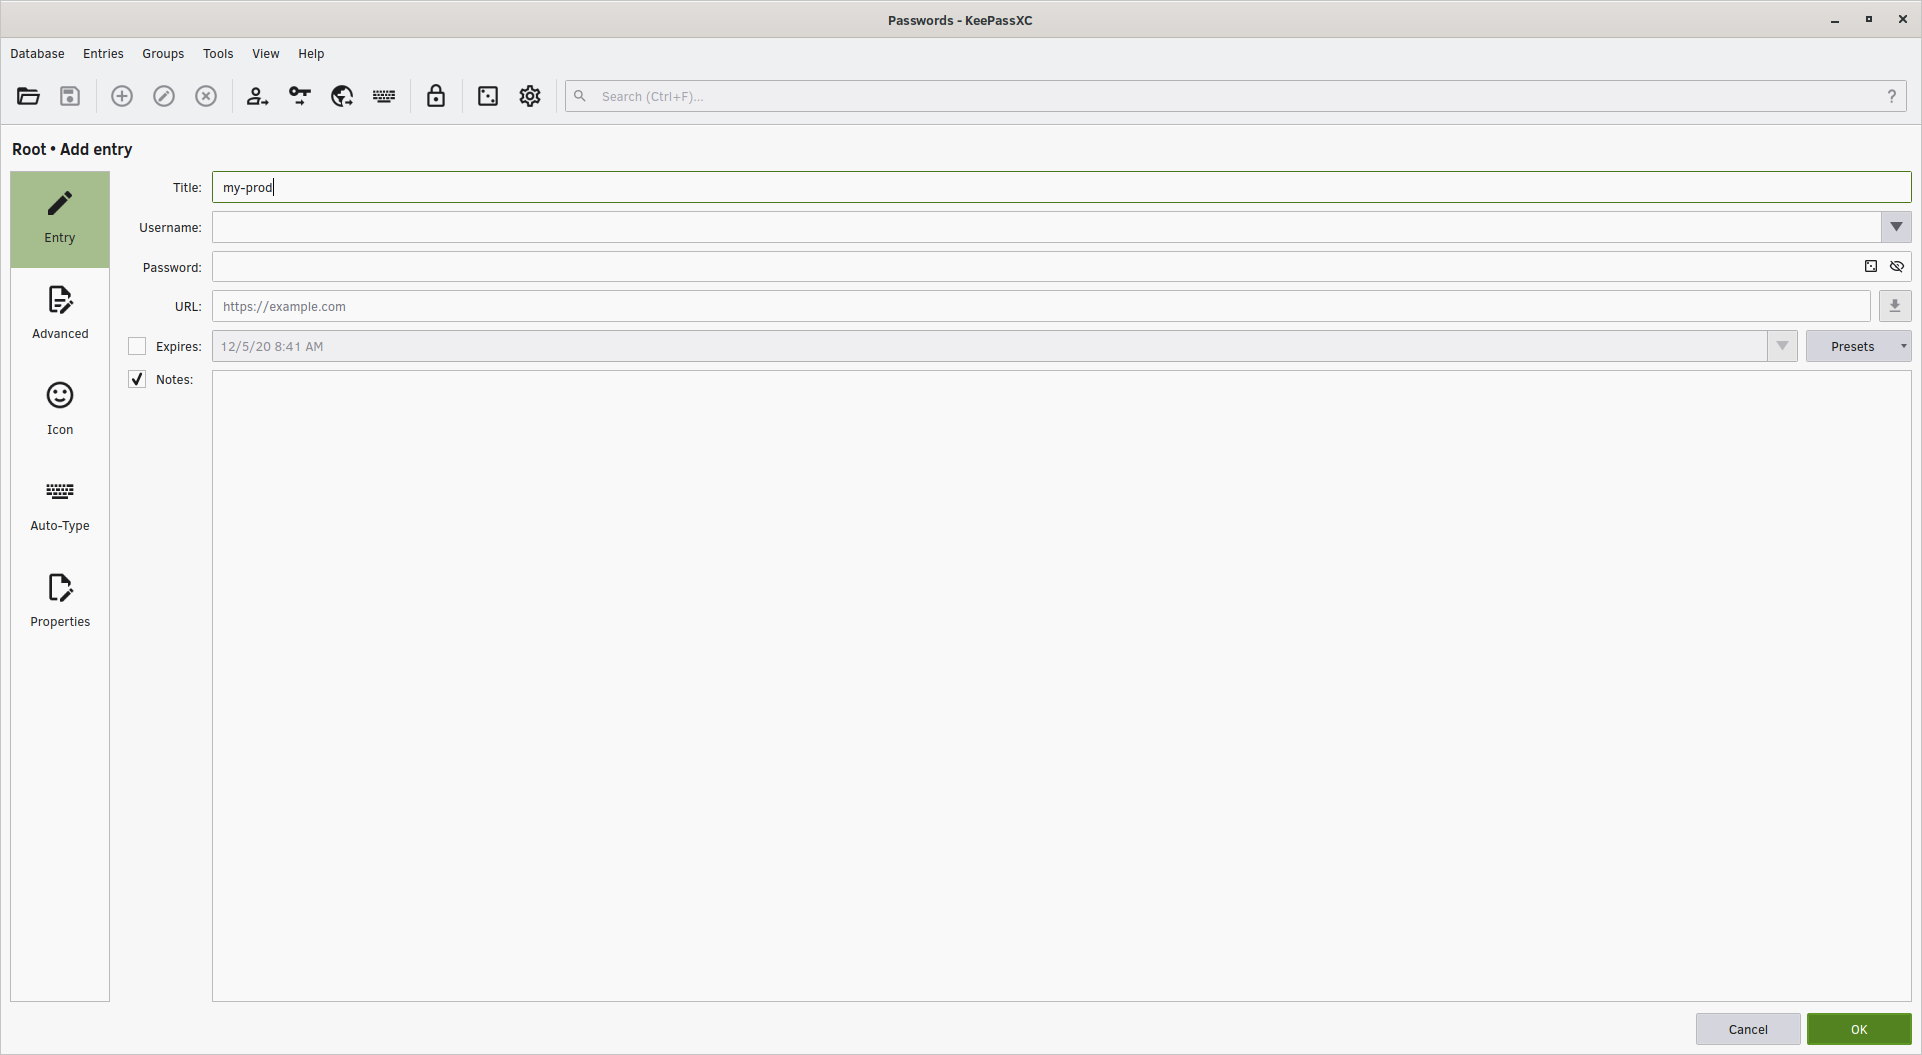 Passwords - KeePassXC
Database Entries Groups Tools View Help
Search (Ctrl+F)... ?
Root • Add entry
Entry
Advanced
Icon
Auto-Type
Properties
Title: my-prod
Username:
Password:
URL: https://example.com
Expires: 12/5/20 8:41 AM Presets
Notes:
Cancel OK